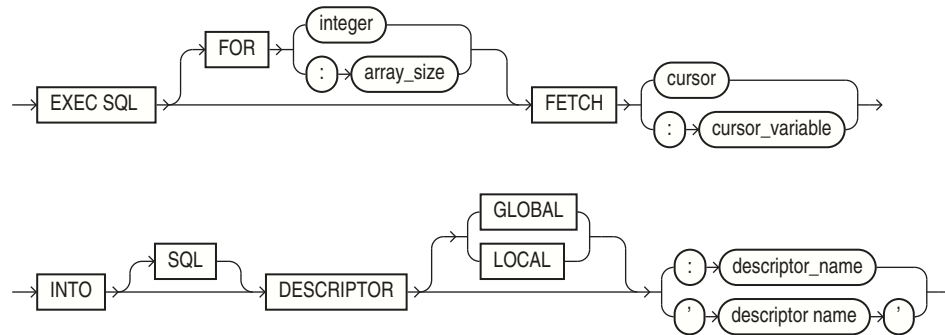 integer
FOR
: array_size
EXEC SQL
FETCH
cursor
: cursor_variable
GLOBAL
SQL
LOCAL
INTO
DESCRIPTOR
: descriptor_name
’ descriptor name ’